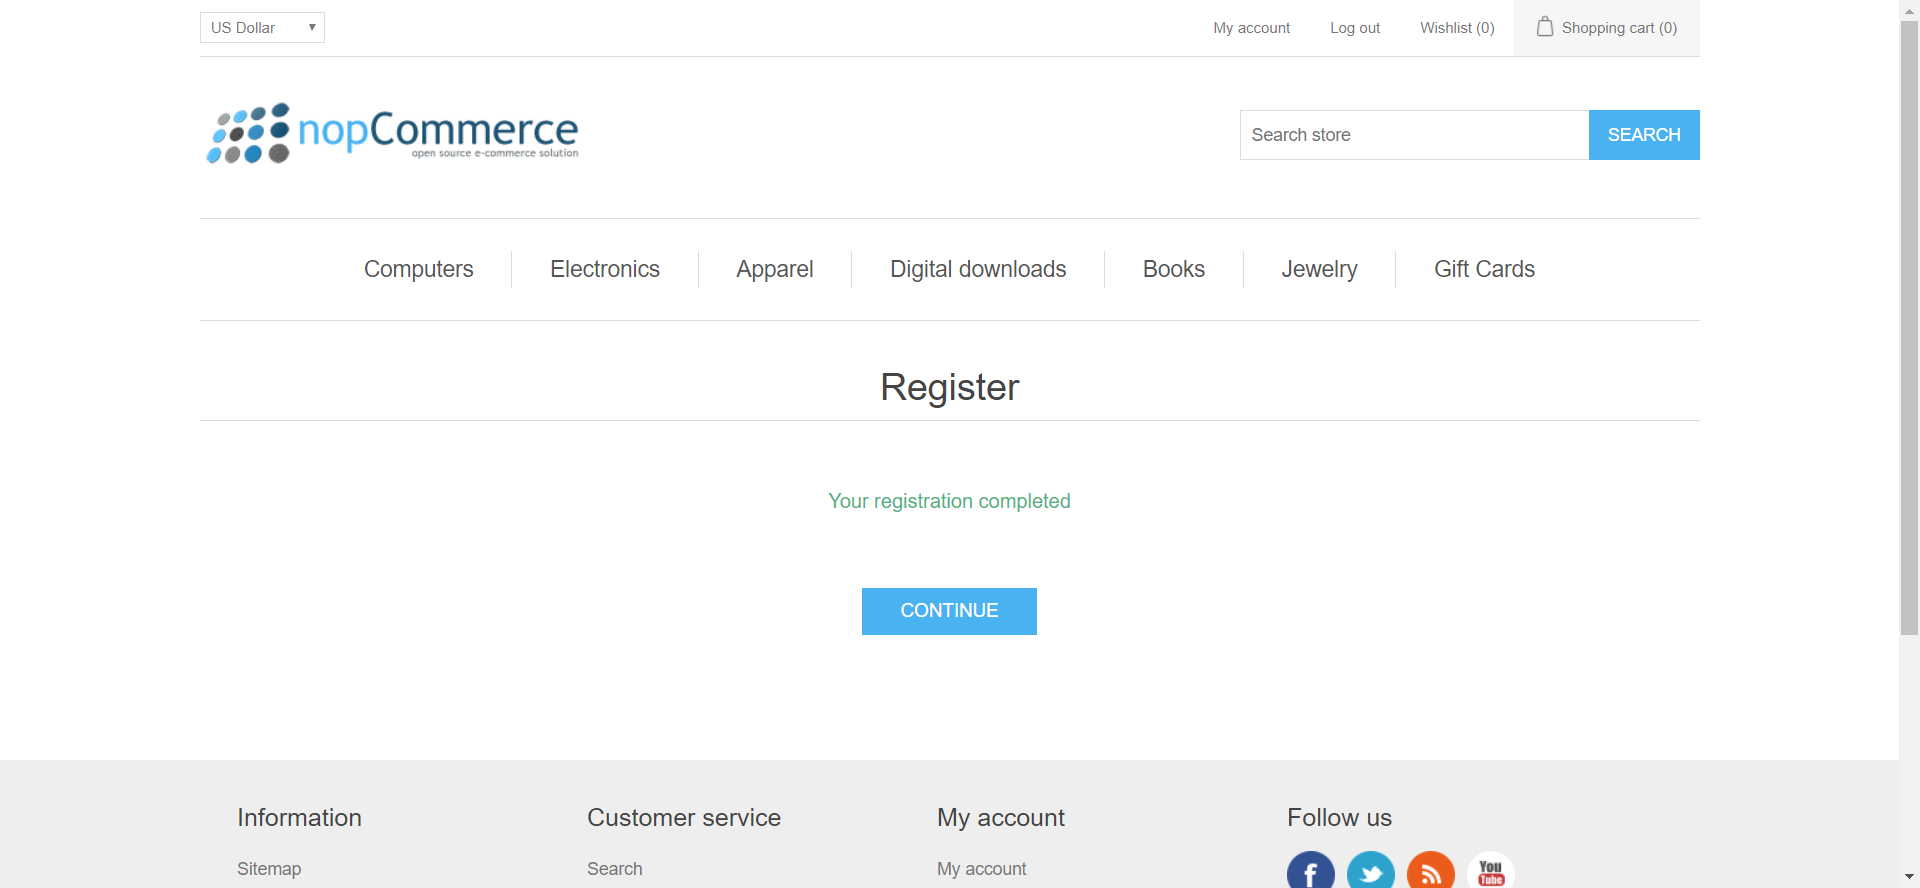 US Dollar
My account
Log out
Wishlist (0)
Shopping cart (0)
nopCommerce
open source e-commerce solution
Search store
SEARCH
Computers
Electronics
Apparel
Digital downloads
Books
Jewelry
Gift Cards
Register
Your registration completed
CONTINUE
Information
Customer service
My account
Follow us
Sitemap
Search
My account
f
You
Tube